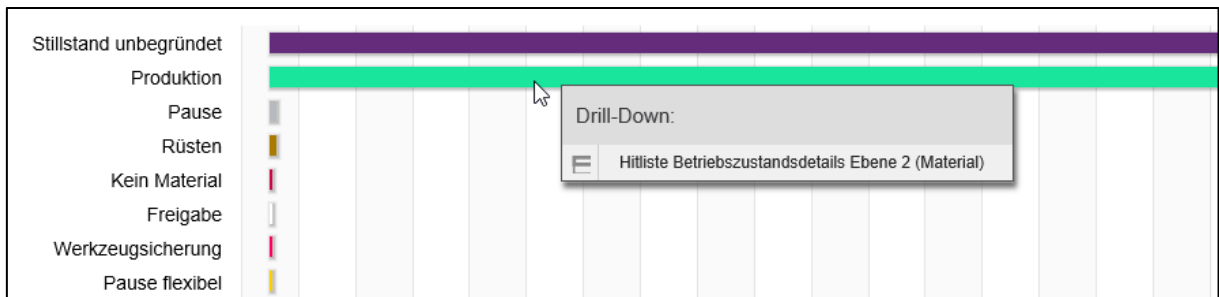 Stillstand unbegründet
Produktion
Pause
Drill-Down:
Rüsten
Hitliste Betriebszustandsdetails Ebene 2 (Material)
Kein Material
Freigabe
Werkzeugsicherung
Pause flexibel